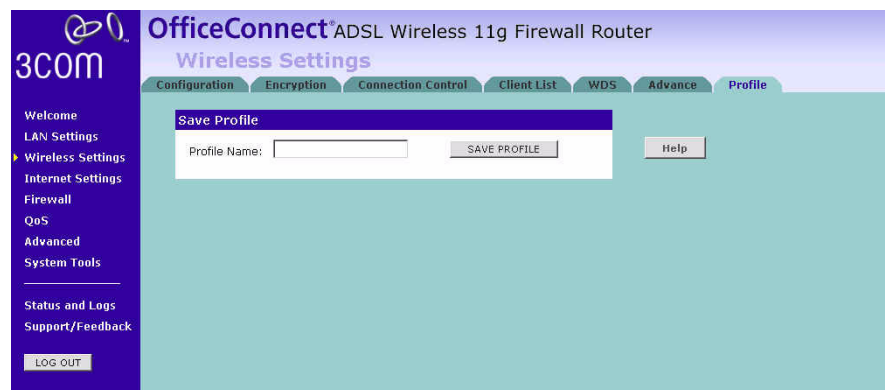 3COM
OfficeConnect® ADSL Wireless 11g Firewall Router
Wireless Settings
Configuration Encryption Connection Control Client List WDS Advance Profile
Welcome
LAN Settings
Wireless Settings
Internet Settings
Firewall
QoS
Advanced
System Tools
Status and Logs
Support/Feedback
LOG OUT
Save Profile
Profile Name: SAVE PROFILE
Help